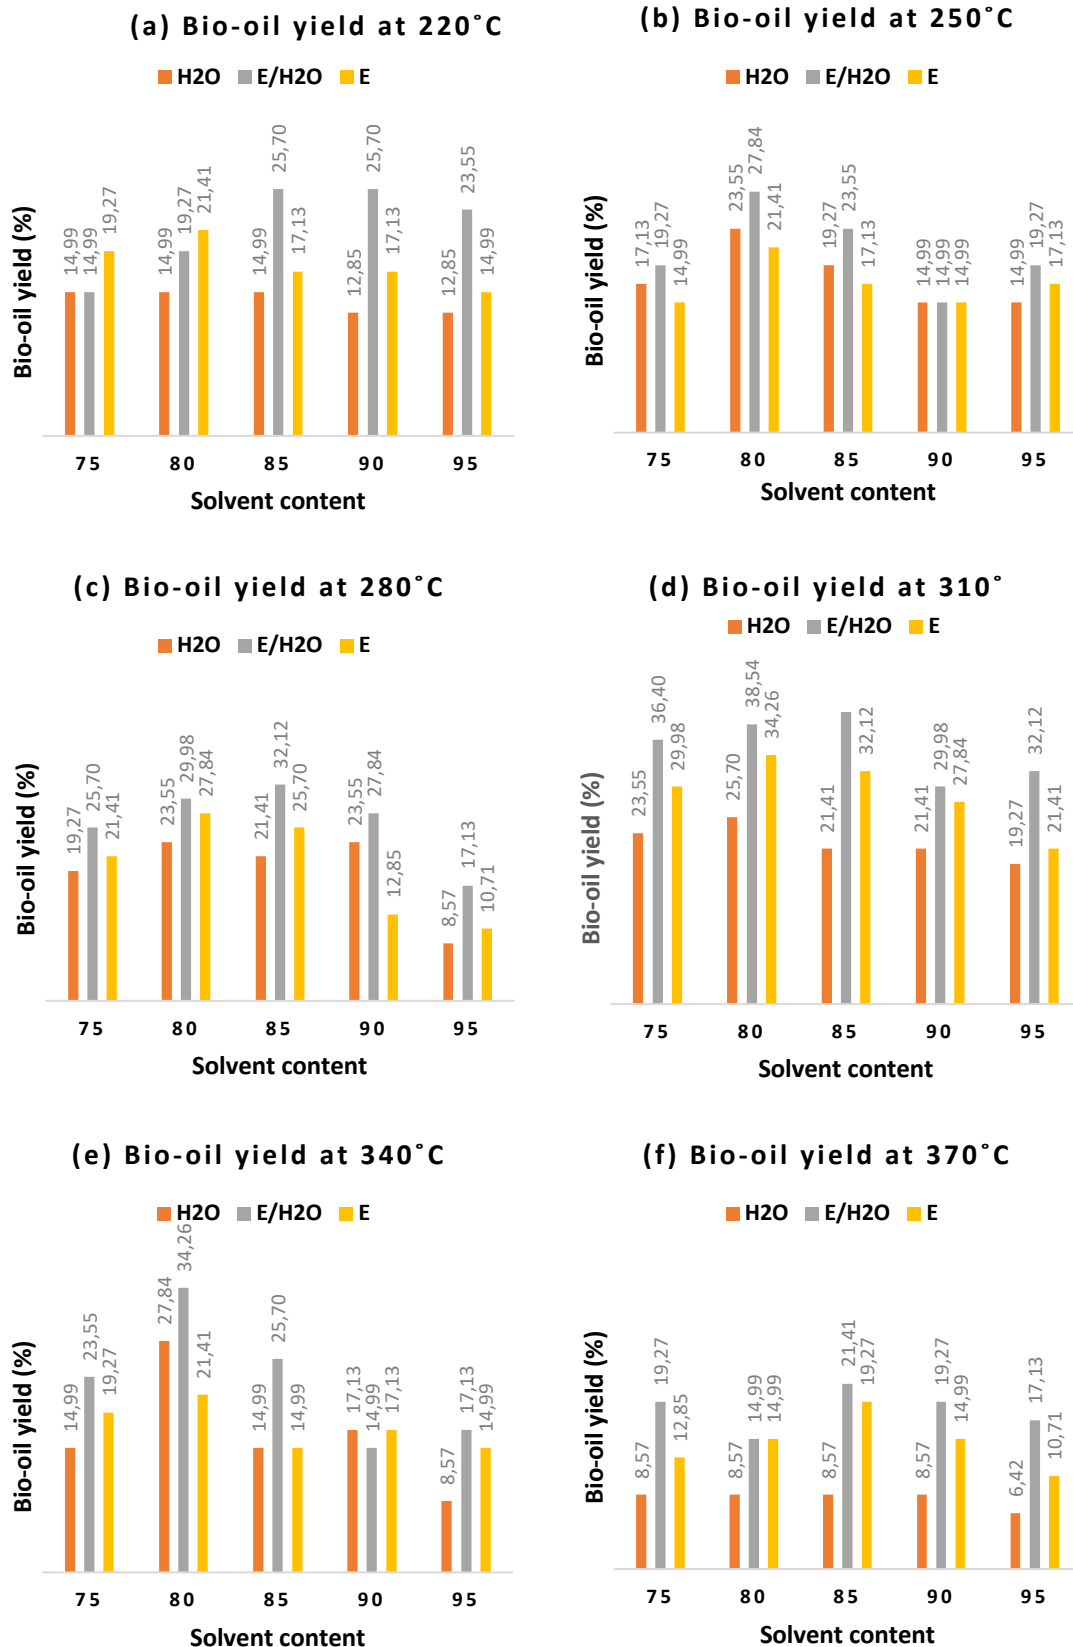 (a) Bio-oil yield at 220˚C
H2O E/H2O E
Bio-oil yield (%)
14,99 14,99 19,27 14,99 19,27 21,41 14,99 25,70 17,13 12,85 25,70 17,13 12,85 23,55 14,99
75 80 85 90 95
Solvent content
(b) Bio-oil yield at 250˚C
H2O E/H2O E
Bio-oil yield (%)
17,13 19,27 14,99 23,55 27,84 21,41 19,27 23,55 17,13 14,99 14,99 14,99 14,99 19,27 17,13
75 80 85 90 95
Solvent content
(c) Bio-oil yield at 280˚C
H2O E/H2O E
Bio-oil yield (%)
19,27 25,70 21,41 23,55 29,98 27,84 21,41 32,12 25,70 23,55 27,84 12,85 8,57 17,13 10,71
75 80 85 90 95
Solvent content
(d) Bio-oil yield at 310˚
H2O E/H2O E
Bio-oil yield (%)
23,55 36,40 29,98 25,70 38,54 34,26 21,41 32,12 21,41 29,98 27,84 19,27 32,12 21,41
75 80 85 90 95
Solvent content
(e) Bio-oil yield at 340˚C
H2O E/H2O E
Bio-oil yield (%)
14,99 23,55 19,27 27,84 34,26 21,41 14,99 25,70 14,99 17,13 14,99 17,13 8,57 17,13 14,99
75 80 85 90 95
Solvent content
(f) Bio-oil yield at 370˚C
H2O E/H2O E
Bio-oil yield (%)
8,57 19,27 12,85 8,57 14,99 14,99 8,57 21,41 19,27 8,57 19,27 14,99 6,42 17,13 10,71
75 80 85 90 95
Solvent content